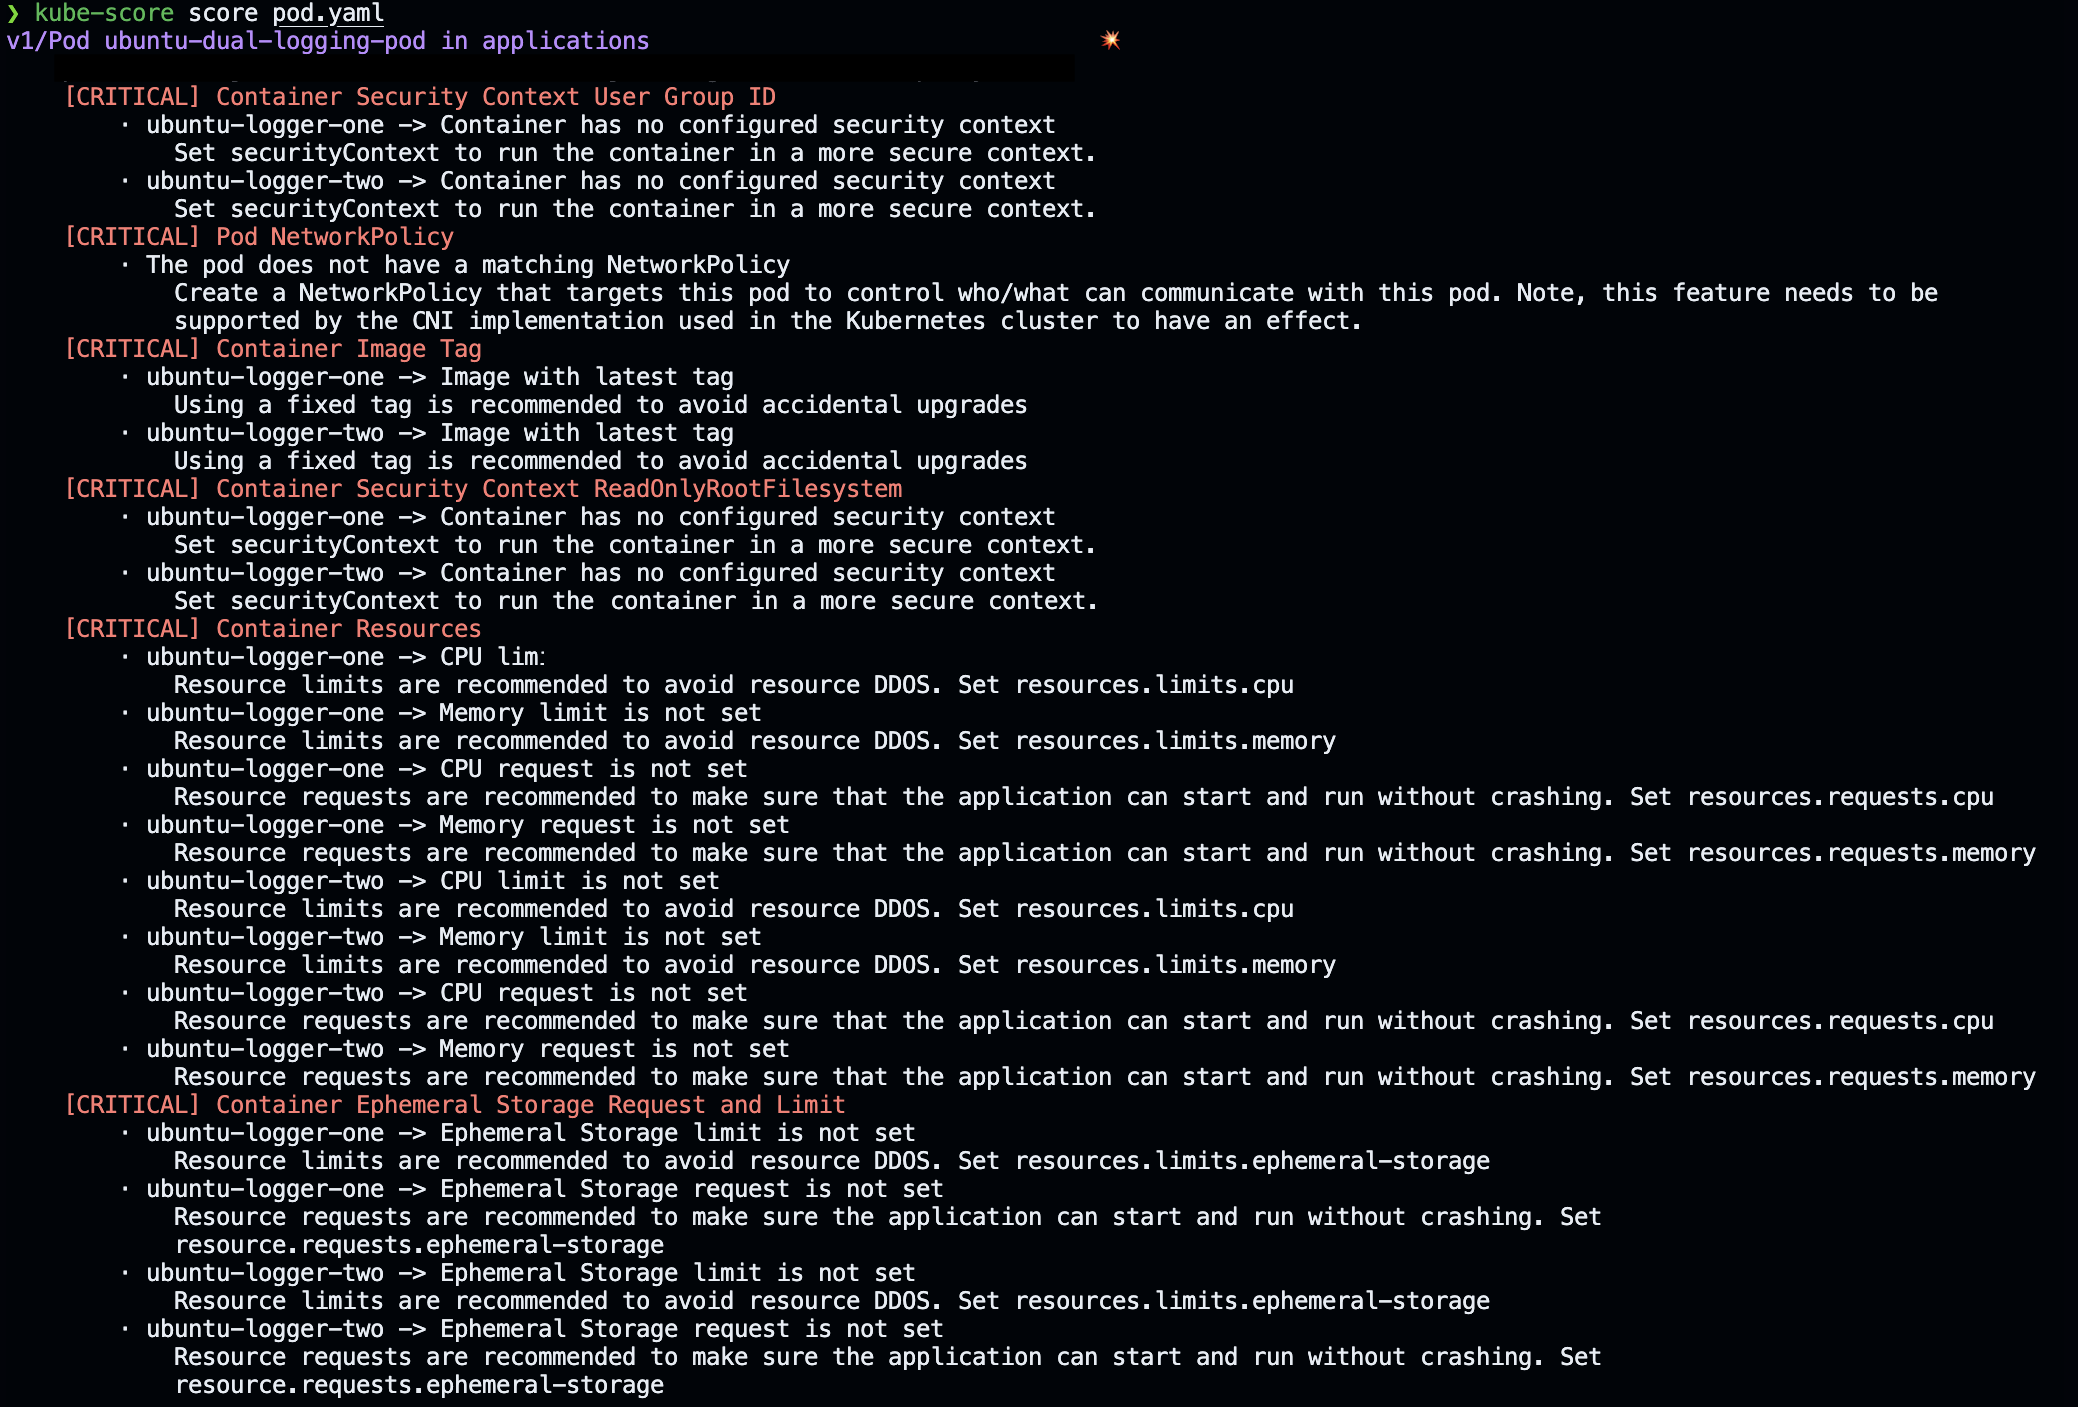 ❯ kube-score score pod.yaml
v1/Pod ubuntu-dual-logging-pod in applications 💥
[CRITICAL] Container Security Context User Group ID
· ubuntu-logger-one -> Container has no configured security context
Set securityContext to run the container in a more secure context.
· ubuntu-logger-two -> Container has no configured security context
Set securityContext to run the container in a more secure context.
[CRITICAL] Pod NetworkPolicy
· The pod does not have a matching NetworkPolicy
Create a NetworkPolicy that targets this pod to control who/what can communicate with this pod. Note, this feature needs to be
supported by the CNI implementation used in the Kubernetes cluster to have an effect.
[CRITICAL] Container Image Tag
· ubuntu-logger-one -> Image with latest tag
Using a fixed tag is recommended to avoid accidental upgrades
· ubuntu-logger-two -> Image with latest tag
Using a fixed tag is recommended to avoid accidental upgrades
[CRITICAL] Container Security Context ReadOnlyRootFilesystem
· ubuntu-logger-one -> Container has no configured security context
Set securityContext to run the container in a more secure context.
· ubuntu-logger-two -> Container has no configured security context
Set securityContext to run the container in a more secure context.
[CRITICAL] Container Resources
· ubuntu-logger-one -> CPU lim:
Resource limits are recommended to avoid resource DDOS. Set resources.limits.cpu
· ubuntu-logger-one -> Memory limit is not set
Resource limits are recommended to avoid resource DDOS. Set resources.limits.memory
· ubuntu-logger-one -> CPU request is not set
Resource requests are recommended to make sure that the application can start and run without crashing. Set resources.requests.cpu
· ubuntu-logger-one -> Memory request is not set
Resource requests are recommended to make sure that the application can start and run without crashing. Set resources.requests.memory
· ubuntu-logger-two -> CPU limit is not set
Resource limits are recommended to avoid resource DDOS. Set resources.limits.cpu
· ubuntu-logger-two -> Memory limit is not set
Resource limits are recommended to avoid resource DDOS. Set resources.limits.memory
· ubuntu-logger-two -> CPU request is not set
Resource requests are recommended to make sure that the application can start and run without crashing. Set resources.requests.cpu
· ubuntu-logger-two -> Memory request is not set
Resource requests are recommended to make sure that the application can start and run without crashing. Set resources.requests.memory
[CRITICAL] Container Ephemeral Storage Request and Limit
· ubuntu-logger-one -> Ephemeral Storage limit is not set
Resource limits are recommended to avoid resource DDOS. Set resources.limits.ephemeral-storage
· ubuntu-logger-one -> Ephemeral Storage request is not set
Resource requests are recommended to make sure the application can start and run without crashing. Set
resource.requests.ephemeral-storage
· ubuntu-logger-two -> Ephemeral Storage limit is not set
Resource limits are recommended to avoid resource DDOS. Set resources.limits.ephemeral-storage
· ubuntu-logger-two -> Ephemeral Storage request is not set
Resource requests are recommended to make sure the application can start and run without crashing. Set
resource.requests.ephemeral-storage